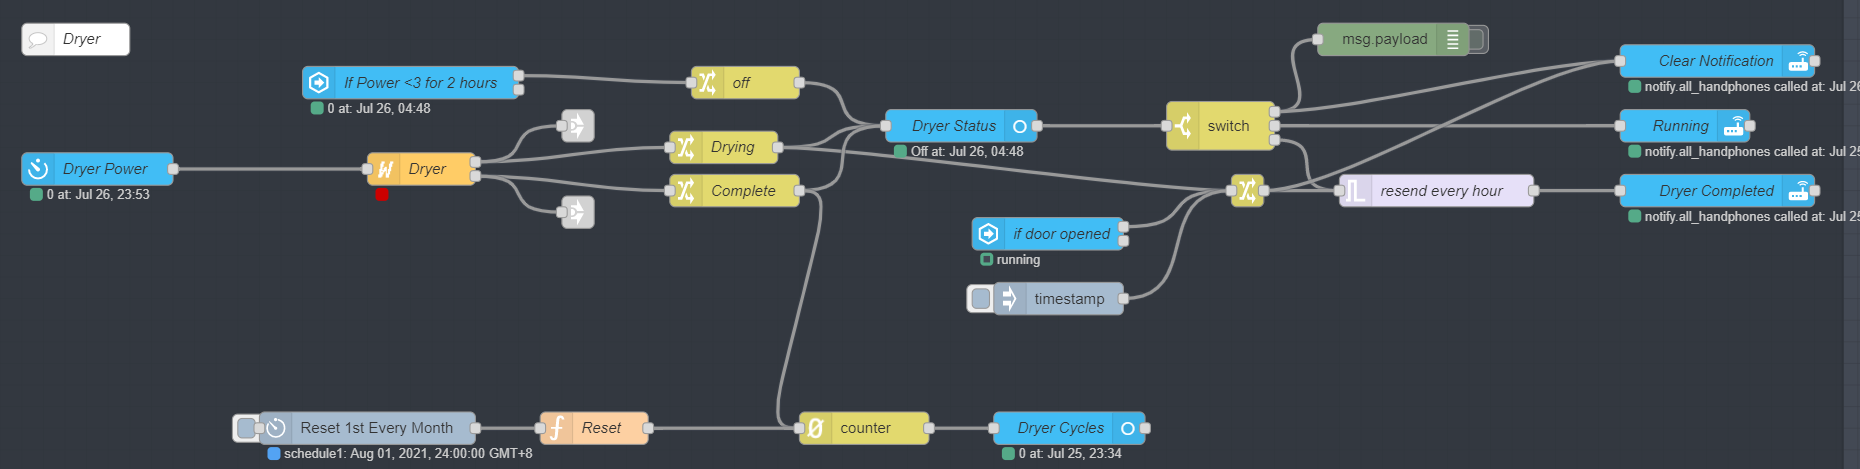 Dryer
If Power <3 for 2 hours
0 at: Jul 26, 04:48
off
msg.payload
Clear Notification
notify.all_handphones called at: Jul 26
Dryer Status
Off at: Jul 26, 04:48
switch
Running
notify.all_handphones called at: Jul 25
Dryer Power
0 at: Jul 26, 23:53
Dryer
Drying
Complete
resend every hour
Dryer Completed
notify.all_handphones called at: Jul 25
if door opened
running
timestamp
Reset 1st Every Month
schedule1: Aug 01, 2021, 24:00:00 GMT+8
Reset
counter
Dryer Cycles
0 at: Jul 25, 23:34